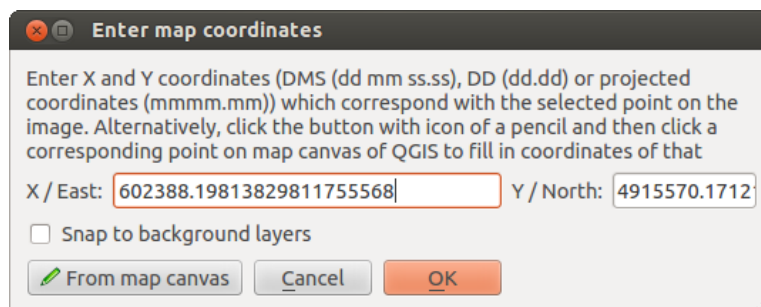 Enter map coordinates
Enter X and Y coordinates (DMS (dd mm ss.ss), DD (dd.dd) or projected
coordinates (mmmm.mm)) which correspond with the selected point on the
image. Alternatively, click the button with icon of a pencil and then click a
corresponding point on map canvas of QGIS to fill in coordinates of that
X / East: 602388.19813829811755568 Y / North: 4915570.1712
Snap to background layers
From map canvas Cancel OK